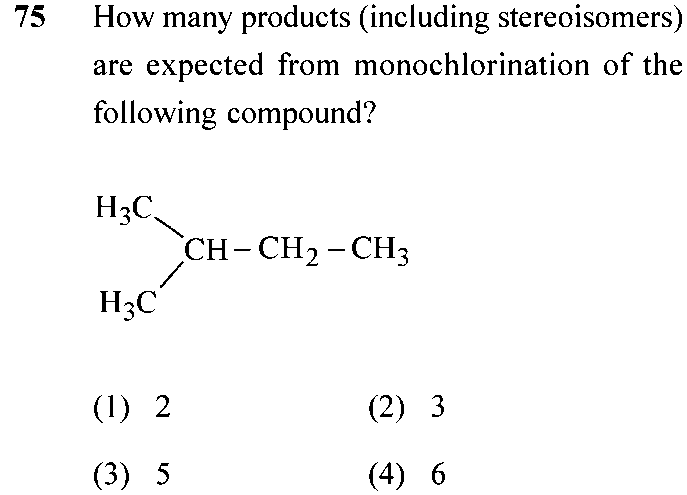 75 How many products (including stereoisomers)
are expected from monochlorination of the
following compound?
H₃C
CH – CH₂ – CH₃
H₃C
(1) 2 (2) 3
(3) 5 (4) 6